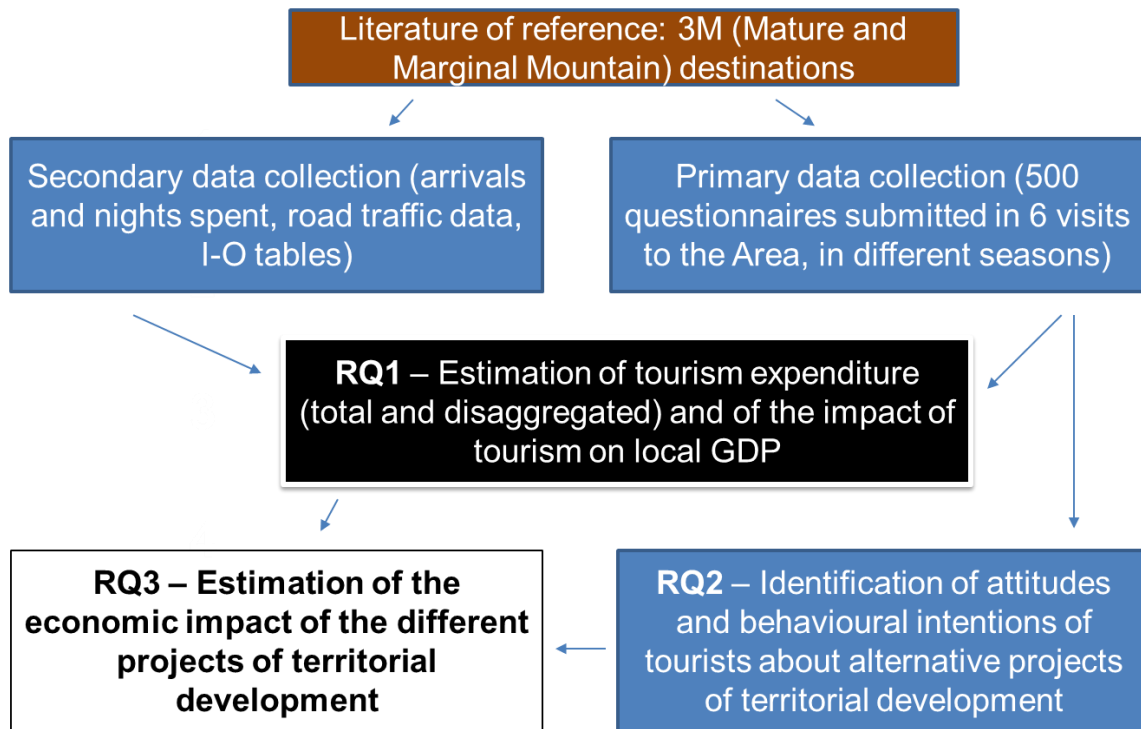 Literature of reference: 3M (Mature and
Marginal Mountain) destinations
Secondary data collection (arrivals
and nights spent, road traffic data,
I-O tables)
Primary data collection (500
questionnaires submitted in 6 visits
to the Area, in different seasons)
RQ1 – Estimation of tourism expenditure
(total and disaggregated) and of the impact of
tourism on local GDP
RQ3 – Estimation of the
economic impact of the different
projects of territorial
development
RQ2 – Identification of attitudes
and behavioural intentions of
tourists about alternative projects
of territorial development